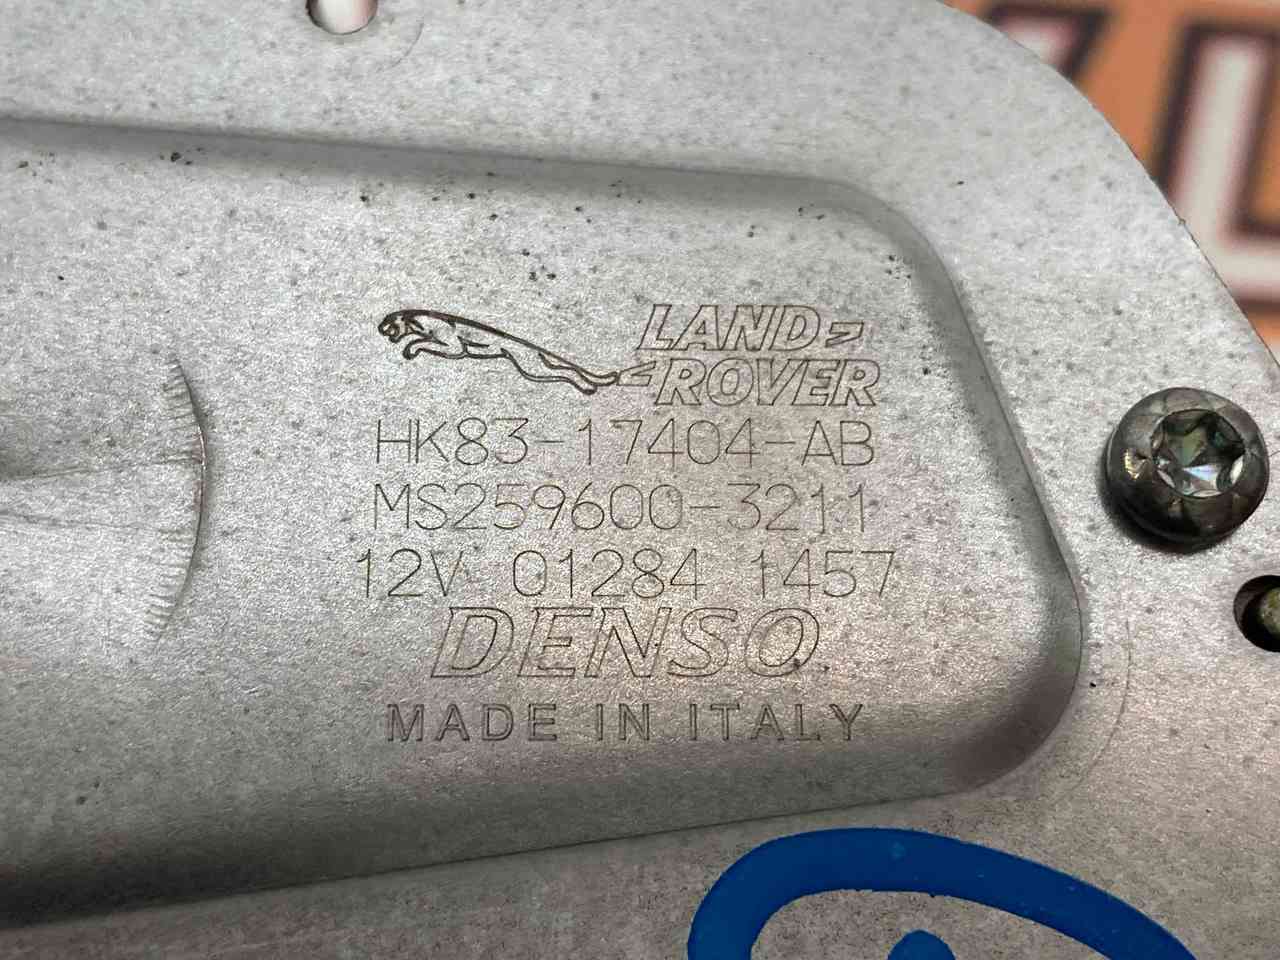 LAND-
-ROVER
HK83-17404-AB
MS259600-3211
12V 01284 1457
DENSO
MADE IN ITALY